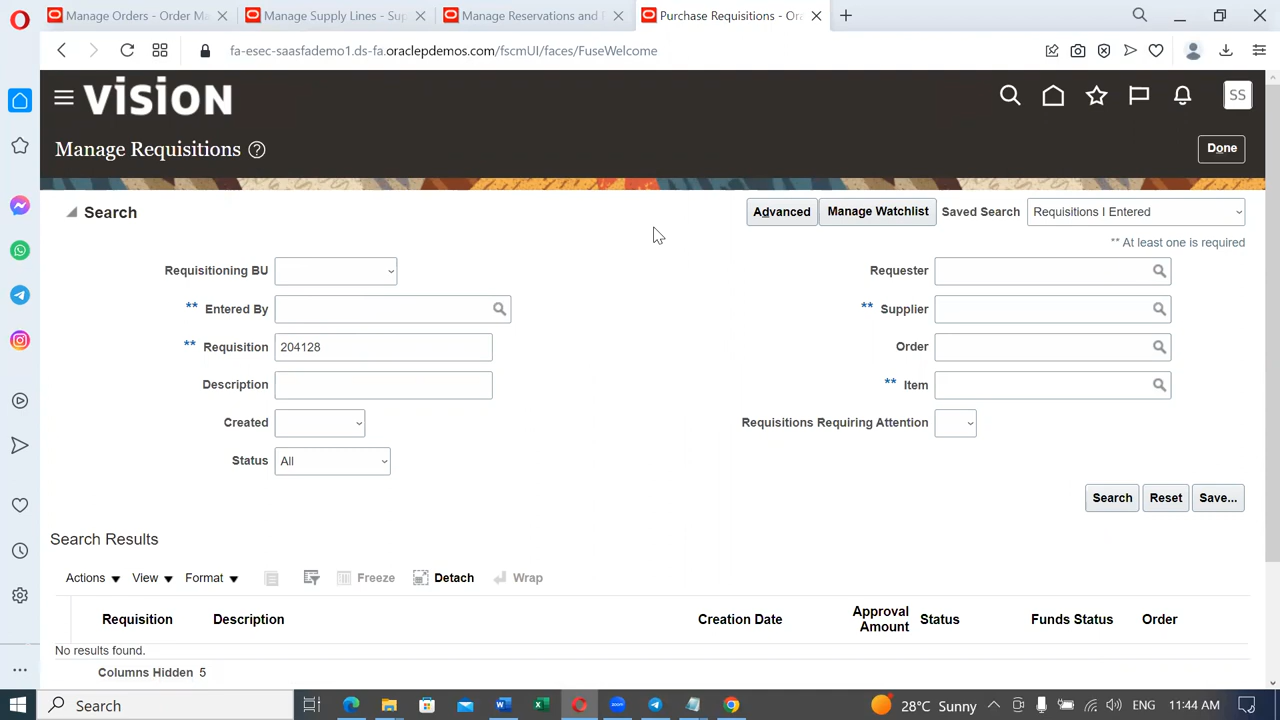 Manage Orders - Order Ma
Manage Supply Lines - Sup
Manage Reservations and
Purchase Requisitions - Ora
fa-esec-saasfademo1.ds-fa.oraclepdemos.com/fscmUI/faces/FuseWelcome
VISION
SS
Manage Requisitions ?
Done
Search
Advanced
Manage Watchlist
Saved Search
Requisitions I Entered
** At least one is required
Requisitioning BU
Requester
** Entered By
** Supplier
** Requisition 204128
Order
Description
** Item
Created
Requisitions Requiring Attention
Status All
Search Reset Save...
Search Results
Actions View Format Freeze Detach Wrap
Requisition Description Creation Date Approval Amount Status Funds Status Order
No results found.
Columns Hidden 5
Search
28°C Sunny
ENG
11:44 AM